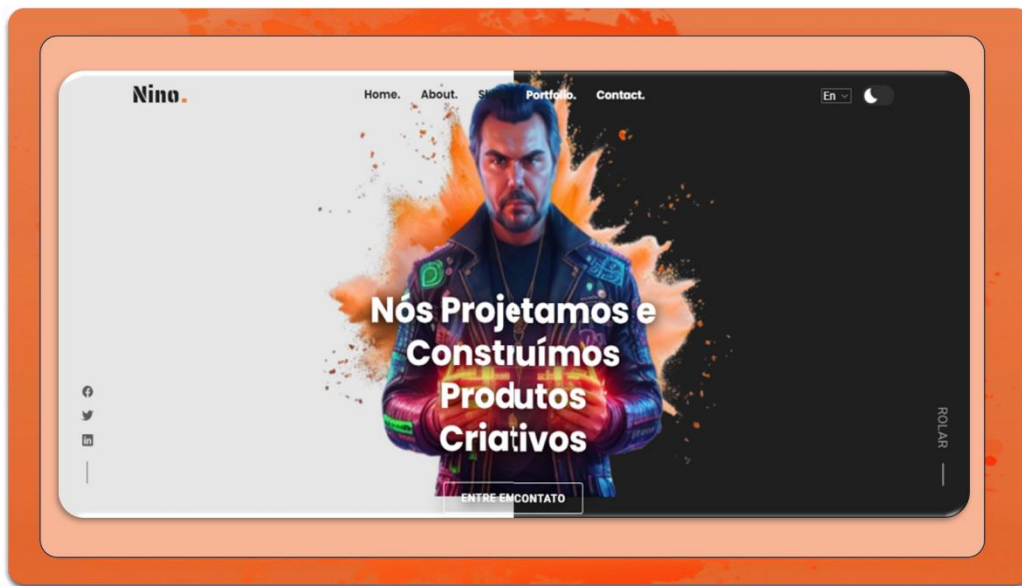 Nino.
Home. About. Portfolio. Contact.
En
Nós Projetamos e
Construímos
Produtos
Criativos
ENTRE EMCONTATO
ROLAR